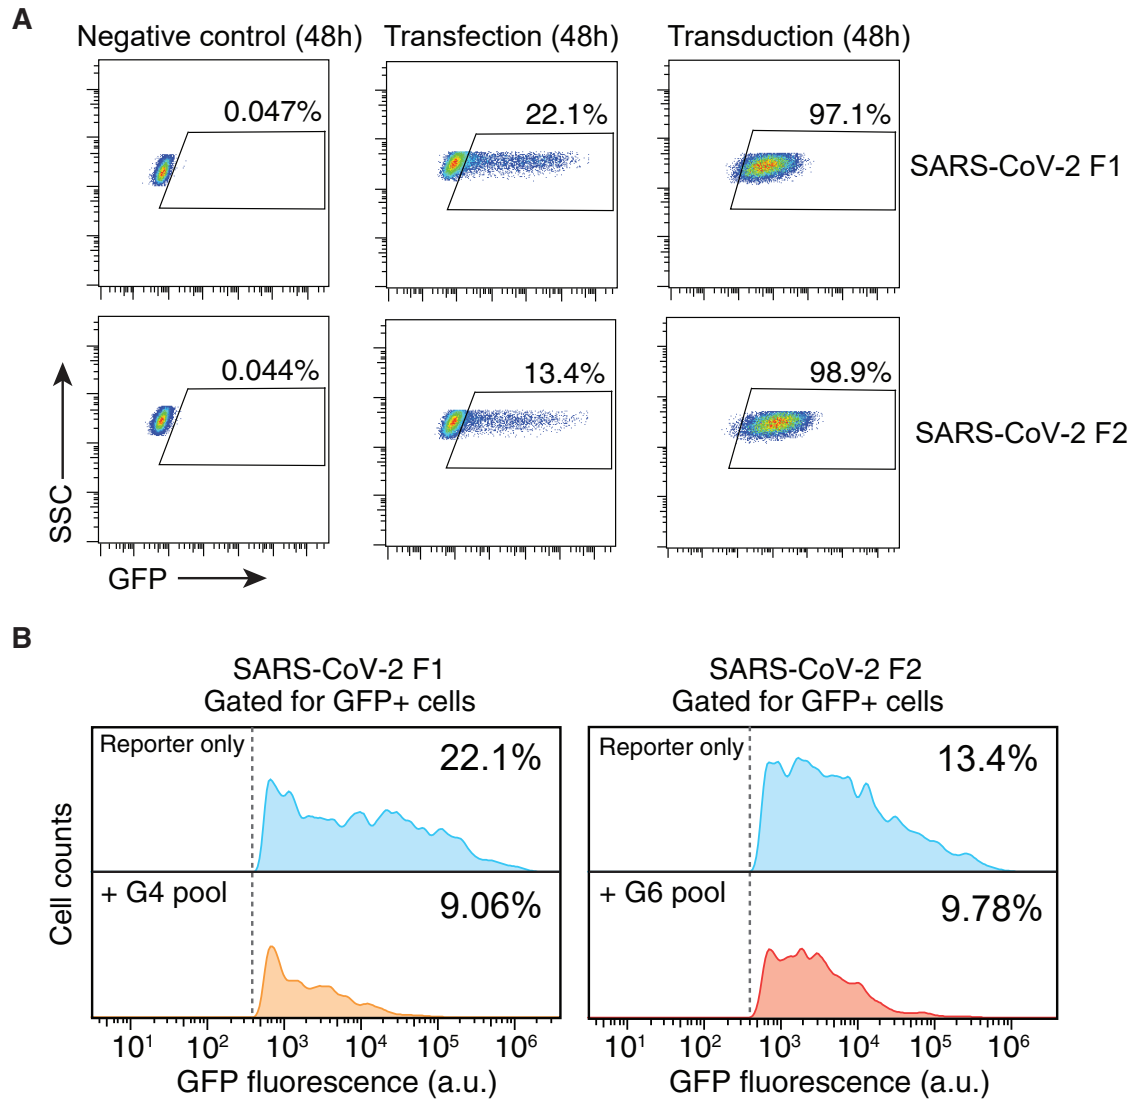 A
Negative control (48h)
Transfection (48h)
Transduction (48h)
0.047%
22.1%
97.1%
SARS-CoV-2 F1
0.044%
13.4%
98.9%
SARS-CoV-2 F2
SSC
GFP
B
SARS-CoV-2 F1
Gated for GFP+ cells
SARS-CoV-2 F2
Gated for GFP+ cells
Reporter only
22.1%
Reporter only
13.4%
+ G4 pool
9.06%
+ G6 pool
9.78%
Cell counts
10¹ 10² 10³ 10⁴ 10⁵ 10⁶
10¹ 10² 10³ 10⁴ 10⁵ 10⁶
GFP fluorescence (a.u.)
GFP fluorescence (a.u.)